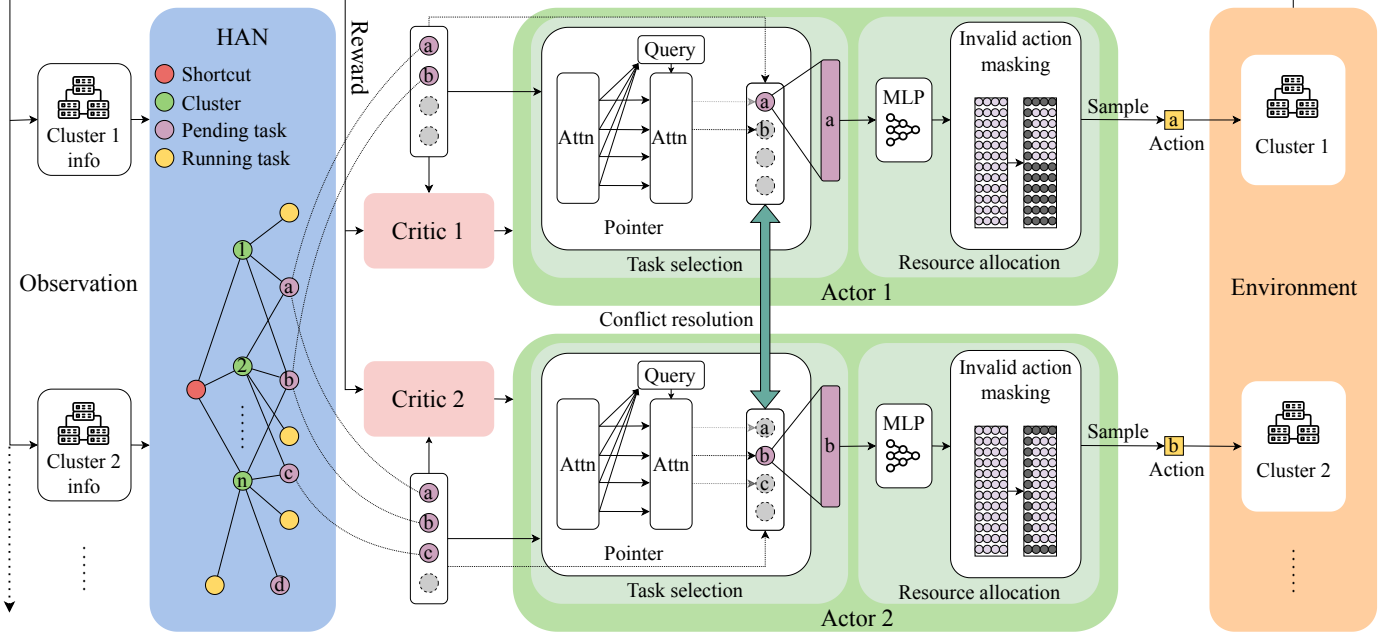 HAN
Shortcut
Cluster
Pending task
Running task
Cluster 1
info
Observation
Cluster 2
info
1
a
2
b
c
n
d
Reward
a
b
Critic 1
Critic 2
a
b
c
Query
Attn
Attn
a
b
Pointer
Task selection
a
MLP
Invalid action
masking
Resource allocation
Actor 1
Sample
a
Action
Cluster 1
Environment
Conflict resolution
Query
Attn
Attn
a
b
c
Pointer
Task selection
b
MLP
Invalid action
masking
Resource allocation
Actor 2
Sample
b
Action
Cluster 2